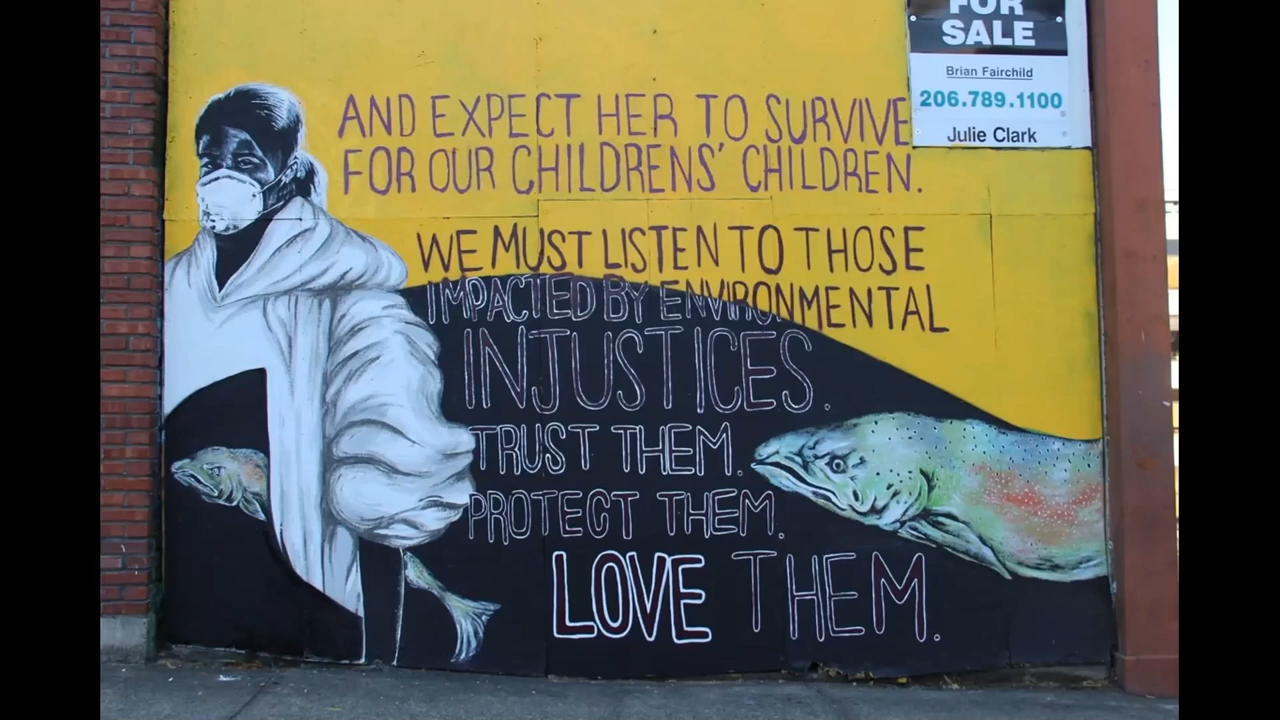 FOR
SALE
Brian Fairchild
206.789.1100
Julie Clark
AND EXPECT HER TO SURVIVE
FOR OUR CHILDRENS' CHILDREN.
WE MUST LISTEN TO THOSE
IMPACTED BY ENVIRONMENTAL
INJUSTICES.
TRUST THEM.
PROTECT THEM.
LOVE THEM.